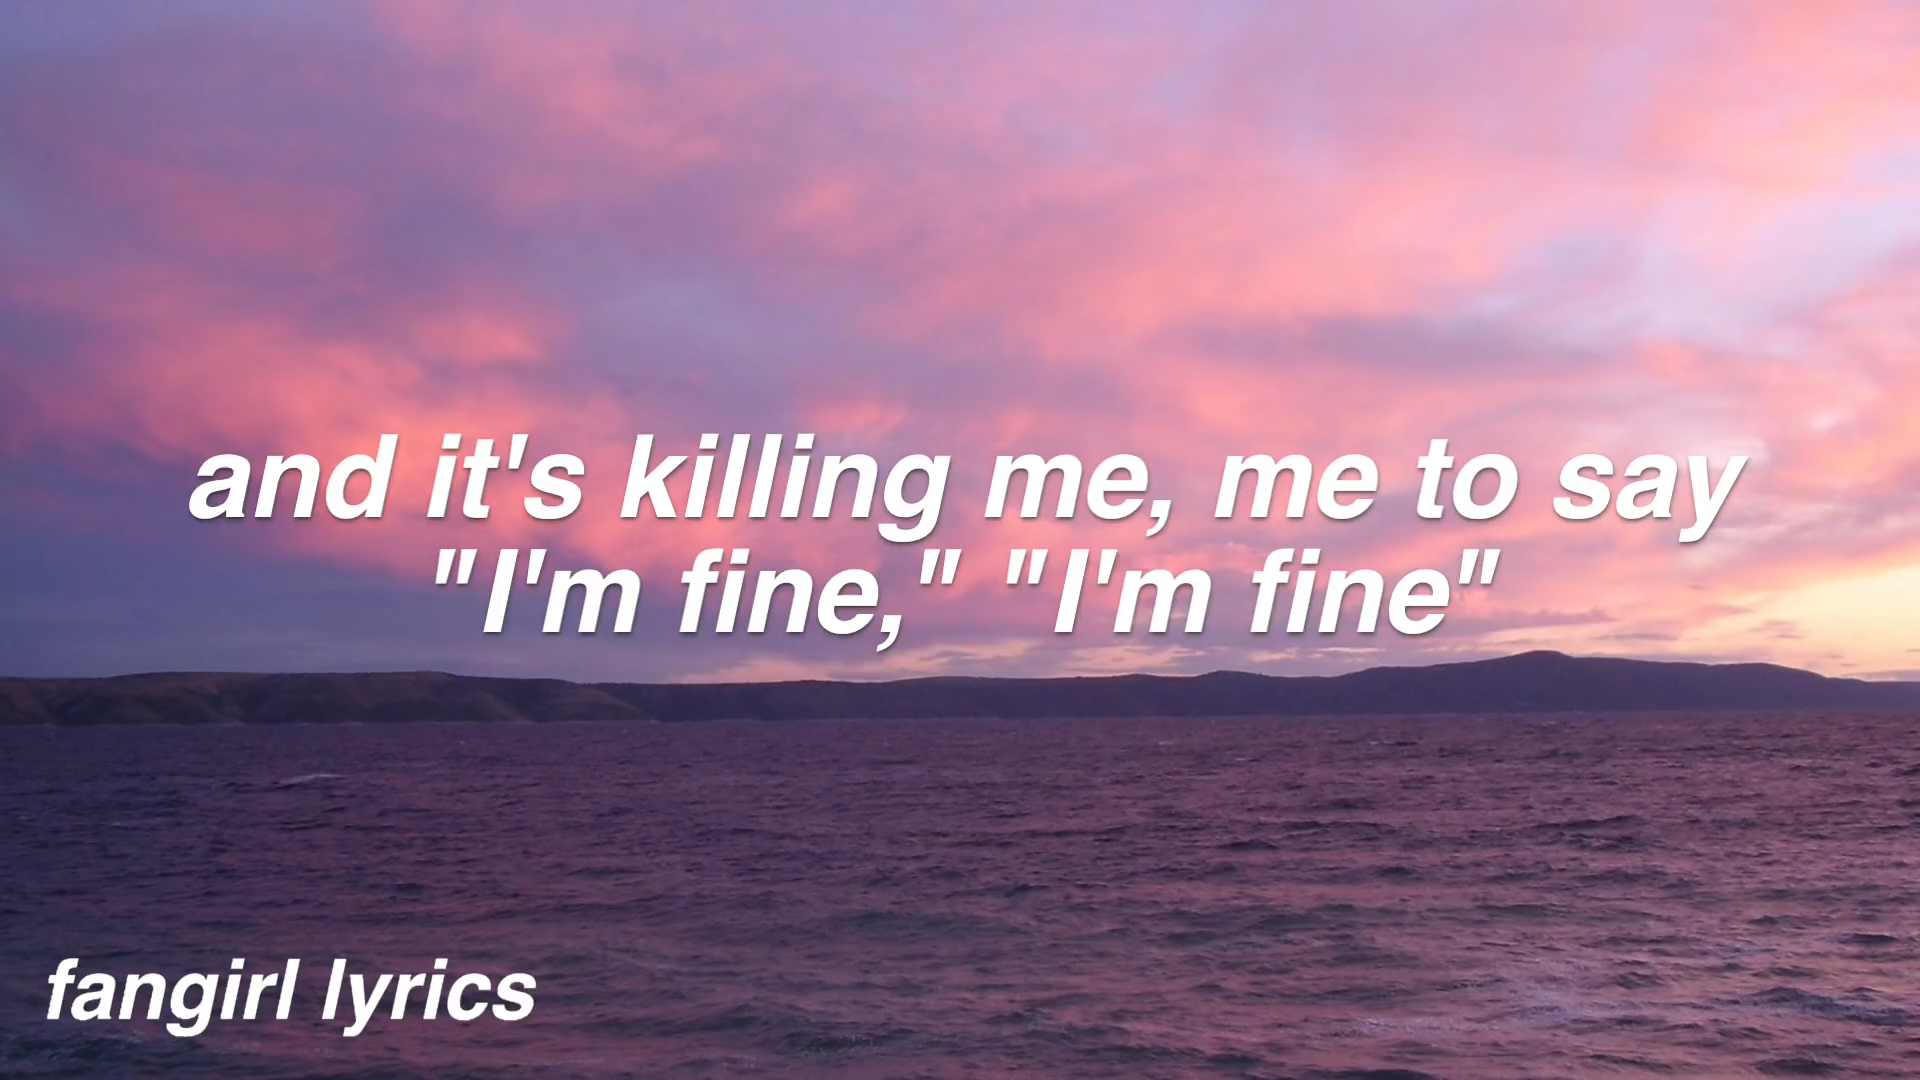 and it's killing me, me to say
"I'm fine," "I'm fine"
fangirl lyrics